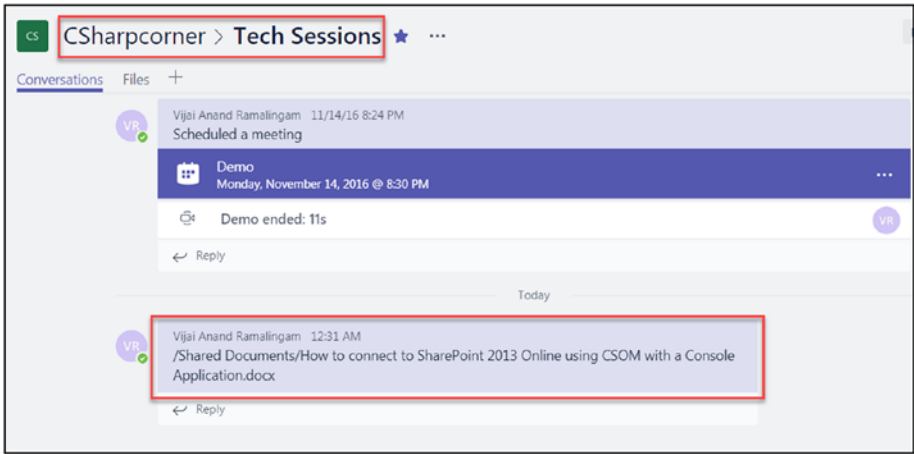 CS CSharpcorner > Tech Sessions ...
Conversations Files +
Vijai Anand Ramalingam 11/14/16 8:24 PM
VR
Scheduled a meeting
Demo
Monday, November 14, 2016 @ 8:30 PM
Demo ended: 11s
VR
Reply
Today
Vijai Anand Ramalingam 12:31 AM
VR
/Shared Documents/How to connect to SharePoint 2013 Online using CSOM with a Console
Application.docx
Reply